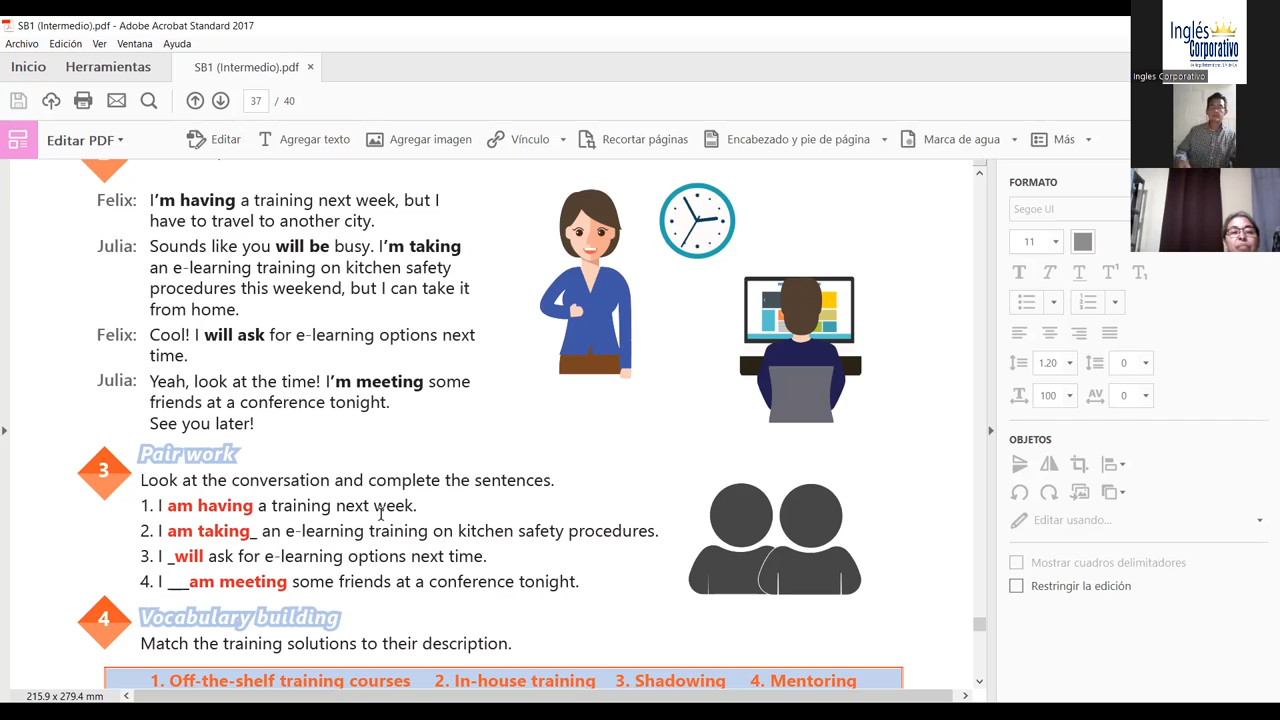 SB1 (Intermedio).pdf - Adobe Acrobat Standard 2017
Archivo Edición Ver Ventana Ayuda
Inicio Herramientas SB1 (Intermedio).pdf ×
37 / 40
Editar PDF Editar Agregar texto Agregar imagen Vínculo Recortar páginas Encabezado y pie de página Marca de agua Más
Inglés
Corporativo
Ingles Corporativo
Felix: I'm having a training next week, but I
have to travel to another city.
Julia: Sounds like you will be busy. I'm taking
an e-learning training on kitchen safety
procedures this weekend, but I can take it
from home.
Felix: Cool! I will ask for e-learning options next
time.
Julia: Yeah, look at the time! I'm meeting some
friends at a conference tonight.
See you later!
3 Pair work
Look at the conversation and complete the sentences.
1. I am having a training next week.
2. I am taking_ an e-learning training on kitchen safety procedures.
3. I _will ask for e-learning options next time.
4. I ___am meeting some friends at a conference tonight.
4 Vocabulary building
Match the training solutions to their description.
1. Off-the-shelf training courses 2. In-house training 3. Shadowing 4. Mentoring
215.9 x 279.4 mm
FORMATO
Segoe UI
11
T T T T¹ T₁
1.20 0
100 AV 0
OBJETOS
Editar usando...
Mostrar cuadros delimitadores
Restringir la edición